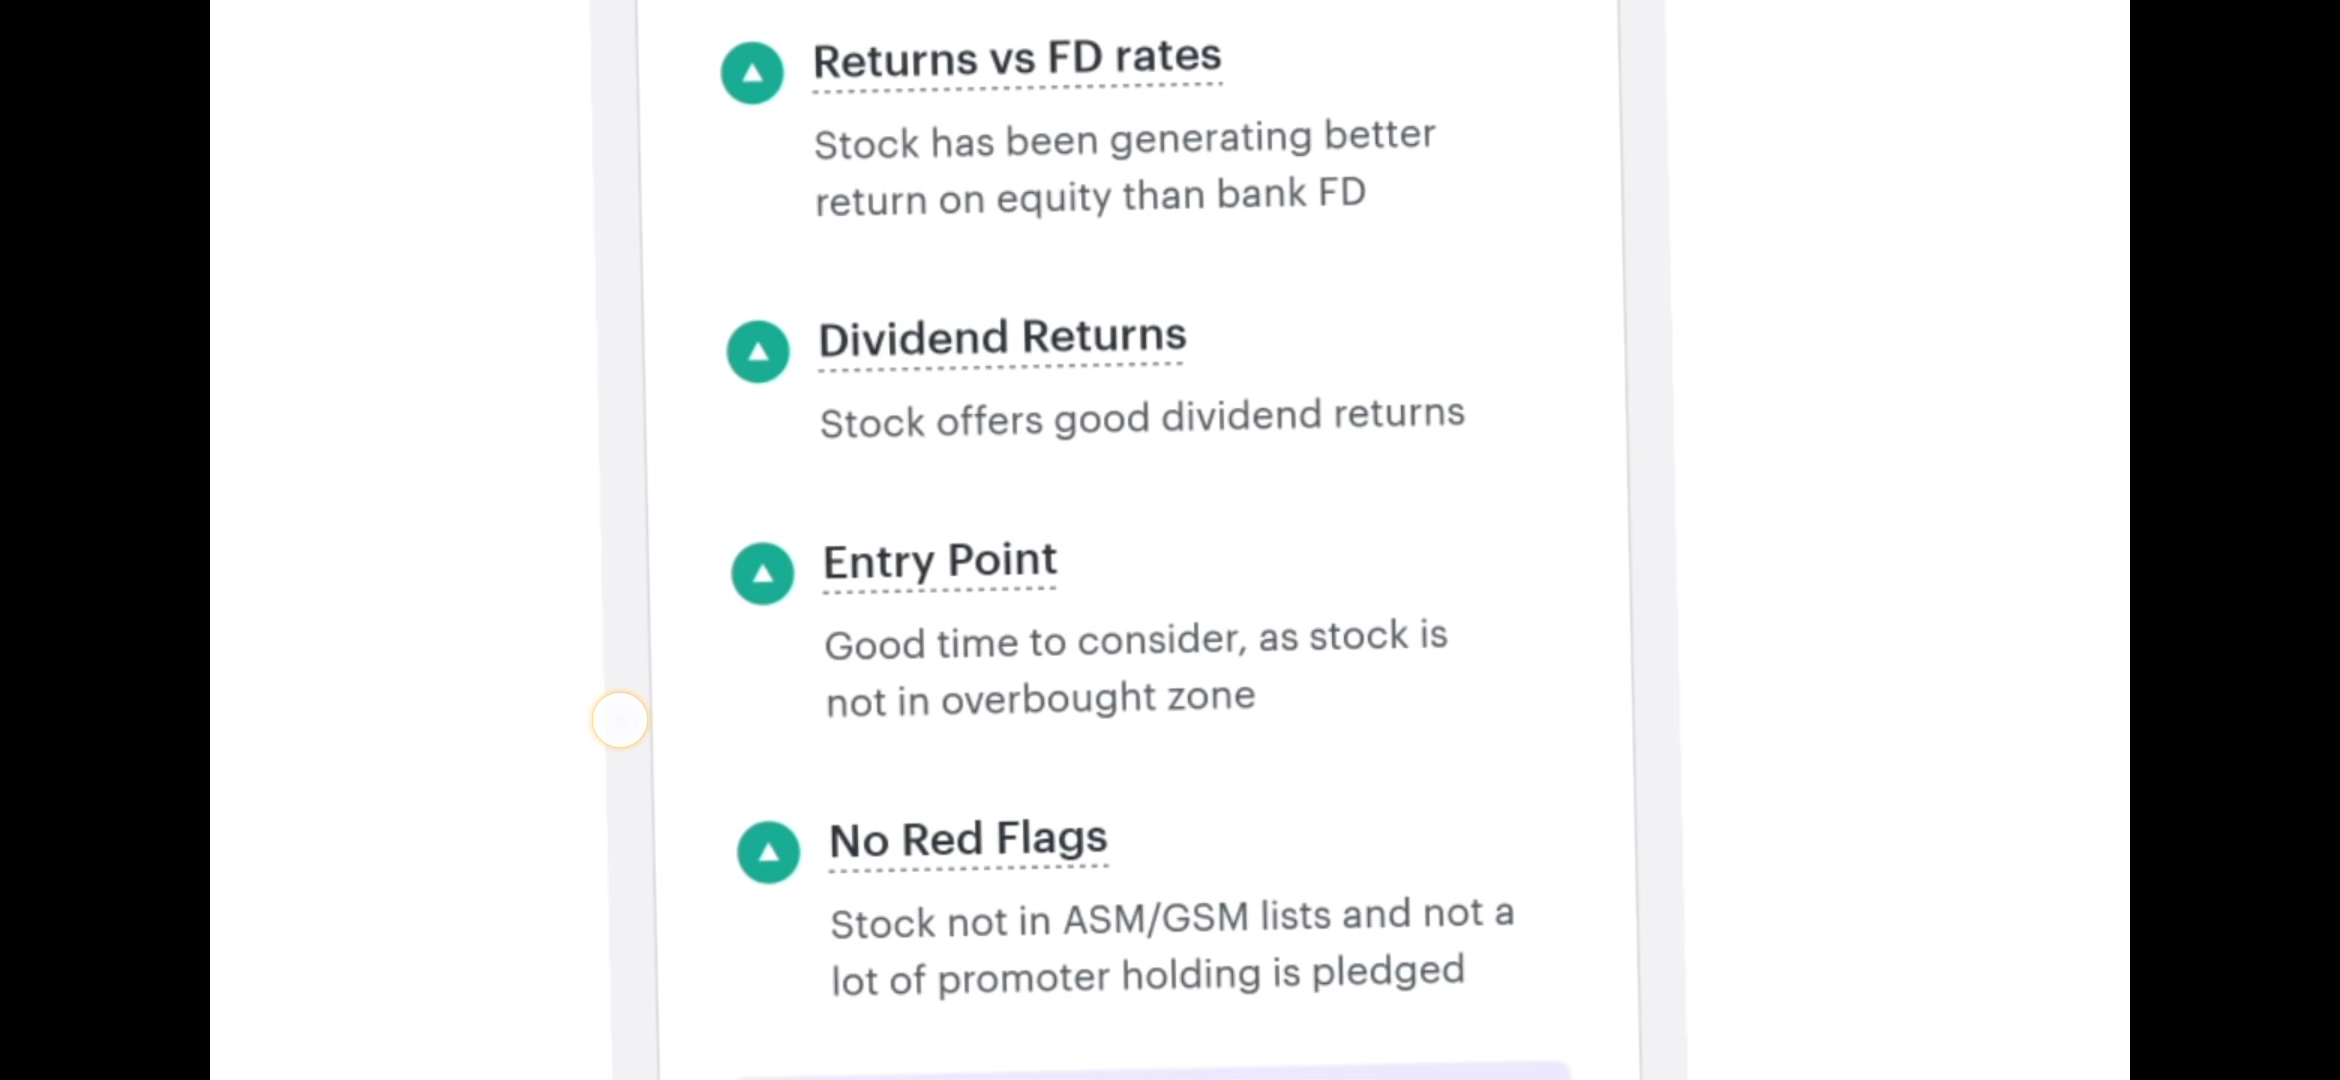 Returns vs FD rates
Stock has been generating better
return on equity than bank FD
Dividend Returns
Stock offers good dividend returns
Entry Point
Good time to consider, as stock is
not in overbought zone
No Red Flags
Stock not in ASM/GSM lists and not a
lot of promoter holding is pledged